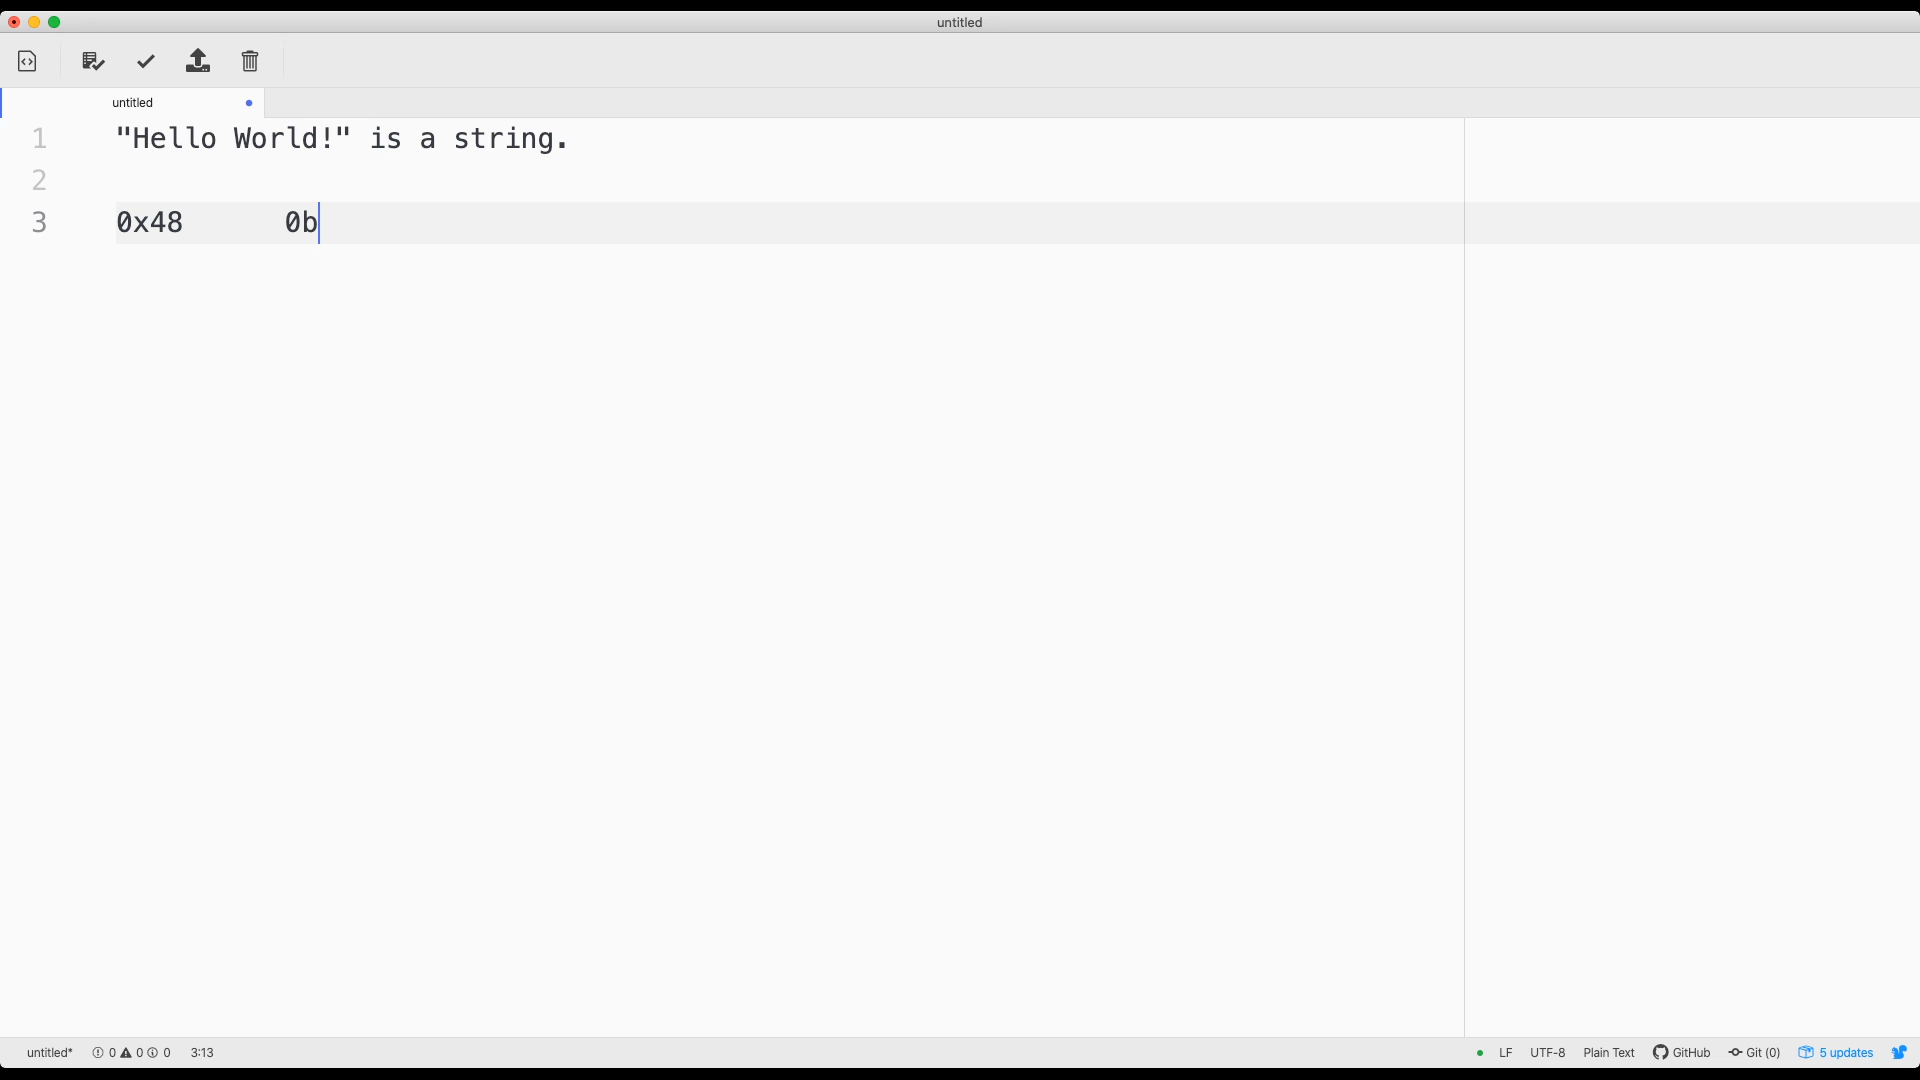 untitled
untitled
1 "Hello World!" is a string.
2
3 0x48      0b
untitled* 0 0 0 3:13 LF UTF-8 Plain Text GitHub Git (0) 5 updates